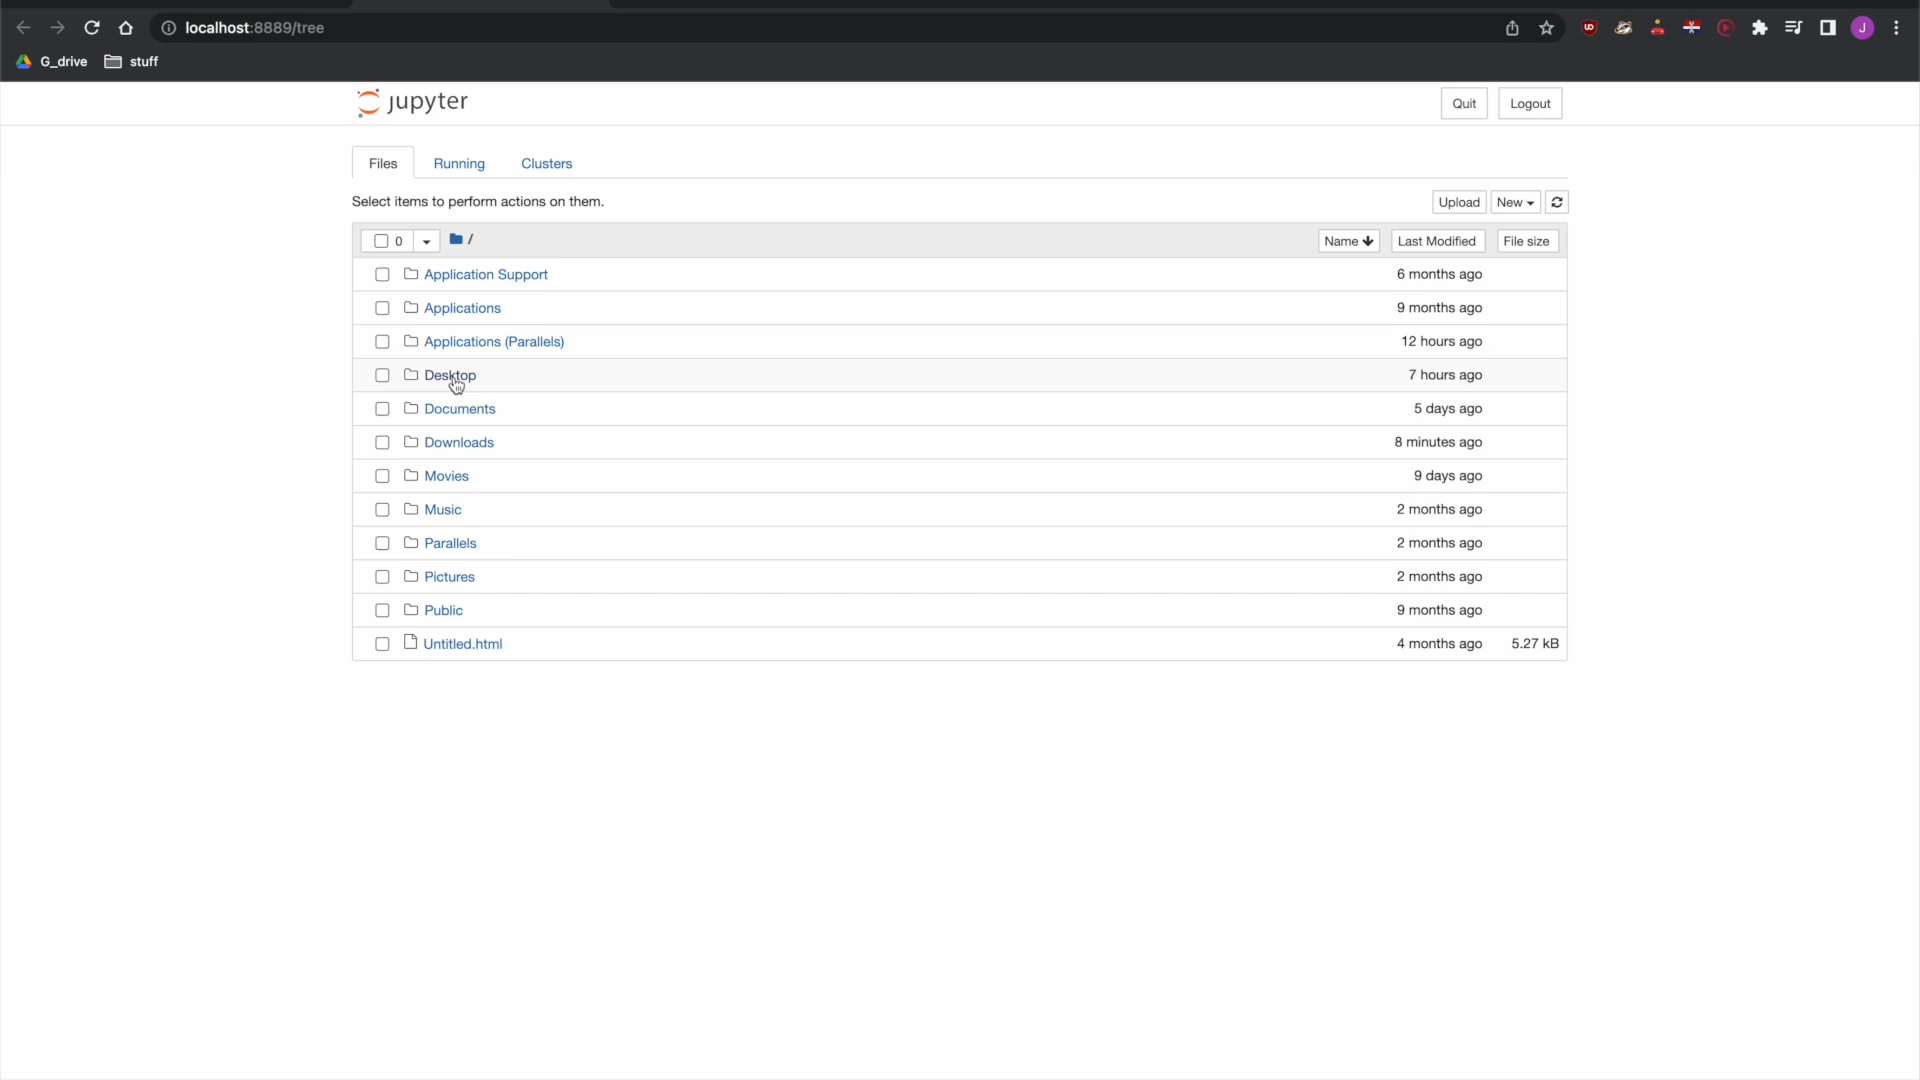 localhost:8889/tree
J
G_drive stuff
jupyter
Quit Logout
Files Running Clusters
Select items to perform actions on them.
Upload New
0 / Name Last Modified File size
Application Support 6 months ago
Applications 9 months ago
Applications (Parallels) 12 hours ago
Desktop 7 hours ago
Documents 5 days ago
Downloads 8 minutes ago
Movies 9 days ago
Music 2 months ago
Parallels 2 months ago
Pictures 2 months ago
Public 9 months ago
Untitled.html 4 months ago 5.27 kB